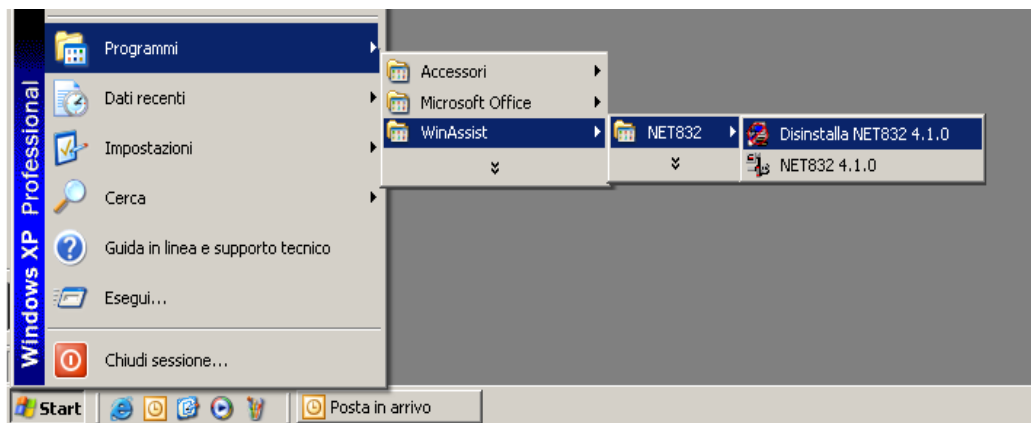 Windows XP Professional
Programmi
Dati recenti
Impostazioni
Cerca
Guida in linea e supporto tecnico
Esegui...
Chiudi sessione...
Accessori
Microsoft Office
WinAssist
NET832
Disinstalla NET832 4.1.0
NET832 4.1.0
Start
Posta in arrivo